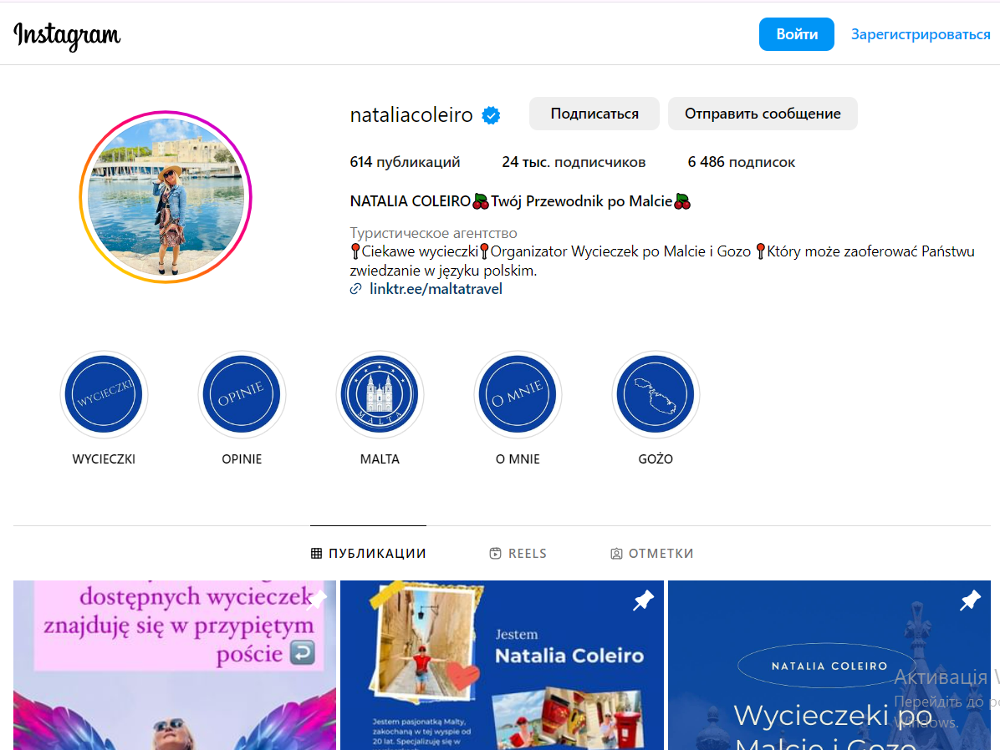 Instagram
Войти
Зарегистрироваться
nataliacoleiro
Подписаться
Отправить сообщение
614 публикаций
24 тыс. подписчиков
6 486 подписок
NATALIA COLEIRO🍒Twój Przewodnik po Malcie🍒
Туристическое агентство
📍Ciekawe wycieczki📍Organizator Wycieczek po Malcie i Gozo 📍Który może zaoferować Państwu
zwiedzanie w języku polskim.
linktr.ee/maltatravel
WYCIECZKI
OPINIE
MALTA
O MNIE
WYCIECZKI
OPINIE
MALTA
O MNIE
GOŻO
ПУБЛИКАЦИИ
REELS
ОТМЕТКИ
dostępnych wycieczek
znajduję się w przypiętym
poście
Jestem
Natalia Coleiro
Jestem pasjonatką Malty,
zakochaną w tej wyspie od
20 lat. Specjalizuję się w
NATALIA COLEIRO
Wycieczeki po
Malcie i Gozo
Активація W
Перейдіть до
Windows.